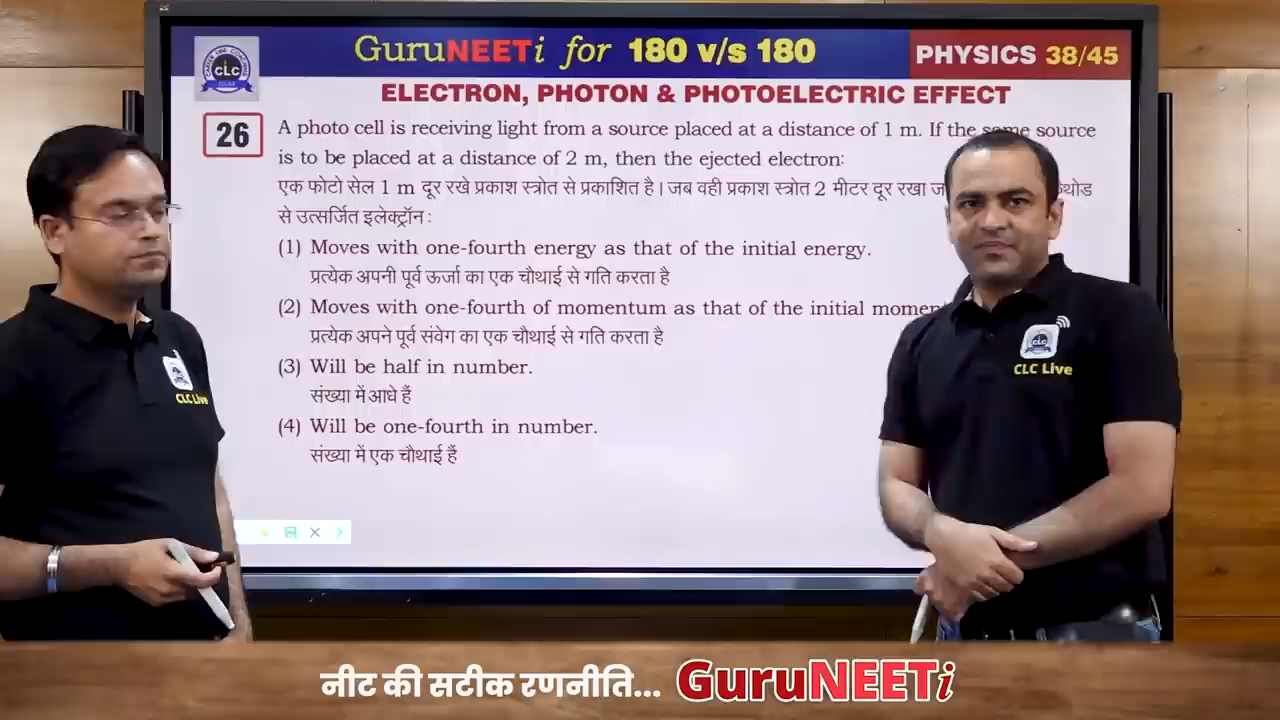 GuruNEETi for 180 v/s 180
PHYSICS 38/45
CLC
ELECTRON, PHOTON & PHOTOELECTRIC EFFECT
26
A photo cell is receiving light from a source placed at a distance of 1 m. If the same source
is to be placed at a distance of 2 m, then the ejected electron:
एक फोटो सेल 1 m दूर रखे प्रकाश स्त्रोत से प्रकाशित है। जब वही प्रकाश स्त्रोत 2 मीटर दूर रखा
से उत्सर्जित इलेक्ट्रॉन :
(1) Moves with one-fourth energy as that of the initial energy.
प्रत्येक अपनी पूर्व ऊर्जा का एक चौथाई से गति करता है
(2) Moves with one-fourth of momentum as that of the initial
प्रत्येक अपने पूर्व संवेग का एक चौथाई से गति करता है
(3) Will be half in number.
संख्या में आधे हैं
(4) Will be one-fourth in number.
संख्या में एक चौथाई हैं
CLC Live
CLC Live
नीट की सटीक रणनीति... GuruNEETi